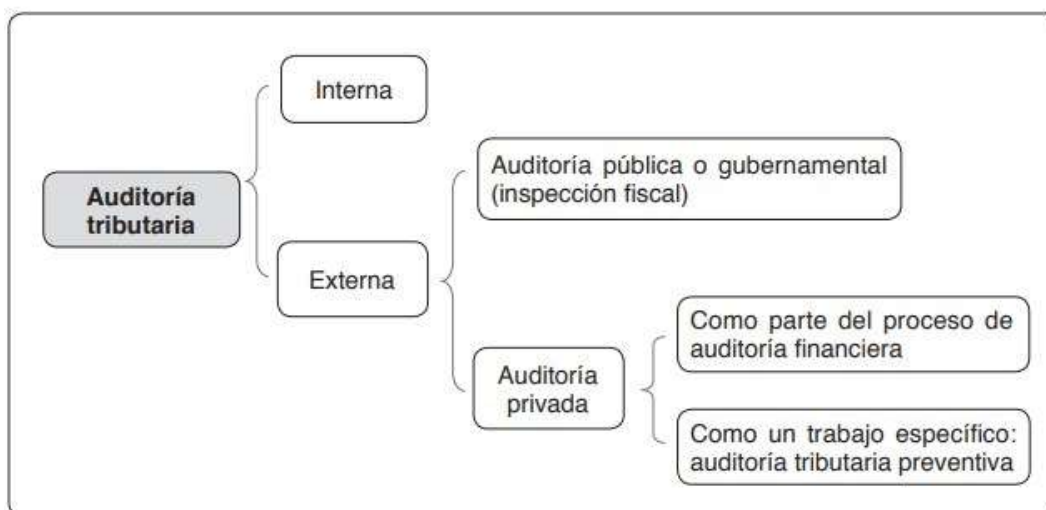 Auditoría
tributaria
Interna
Externa
Auditoría pública o gubernamental
(inspección fiscal)
Auditoría
privada
Como parte del proceso de
auditoría financiera
Como un trabajo específico:
auditoría tributaria preventiva